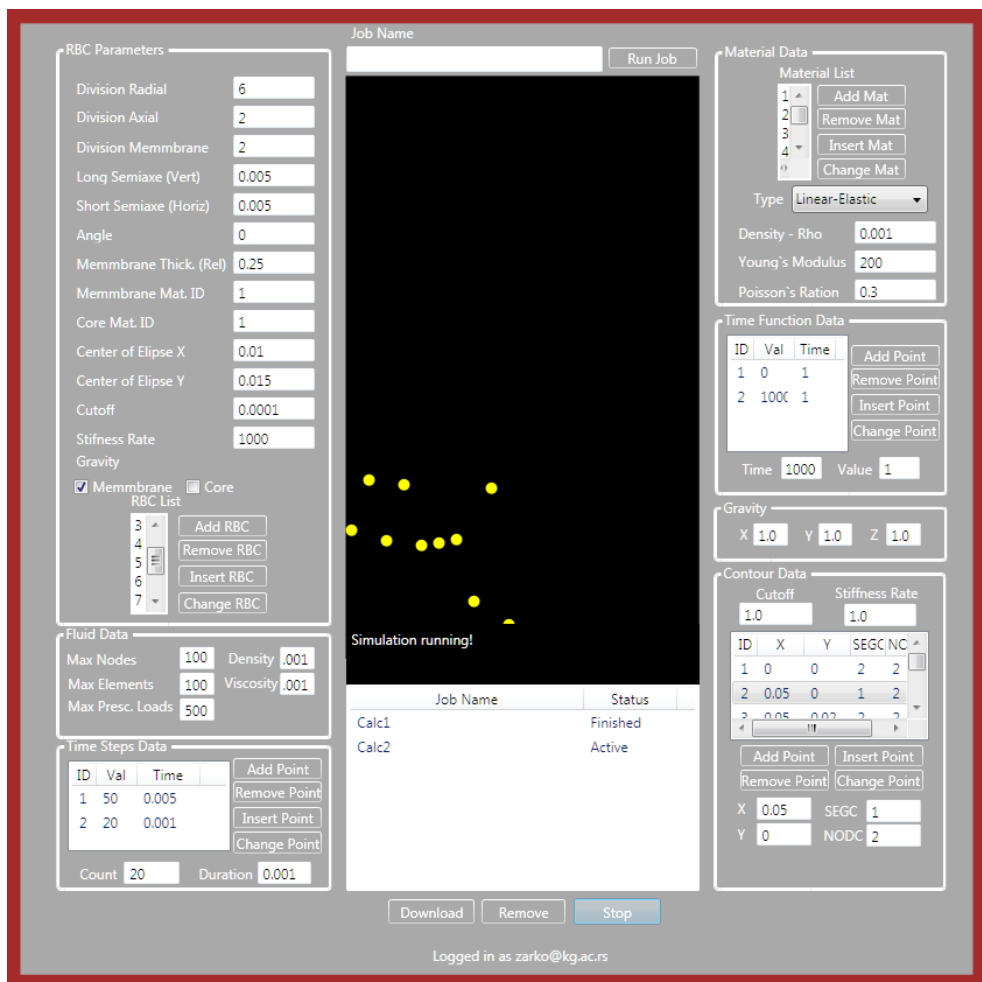 RBC Parameters
Division Radial 6
Division Axial 2
Division Memmbrane 2
Long Semiaxe (Vert) 0.005
Short Semiaxe (Horiz) 0.005
Angle 0
Memmbrane Thick. (Rel) 0.25
Memmbrane Mat. ID 1
Core Mat. ID 1
Center of Elipse X 0.01
Center of Elipse Y 0.015
Cutoff 0.0001
Stifness Rate 1000
Gravity
Memmbrane Core
RBC List
3
4
5
6
7
Add RBC
Remove RBC
Insert RBC
Change RBC
Fluid Data
Max Nodes 100 Density .001
Max Elements 100 Viscosity .001
Max Presc. Loads 500
Time Steps Data
ID Val Time
1 50 0.005
2 20 0.001
Add Point
Remove Point
Insert Point
Change Point
Count 20 Duration 0.001
Job Name
Run Job
Simulation running!
Job Name Status
Calc1 Finished
Calc2 Active
Download Remove Stop
Logged in as zarko@kg.ac.rs
Material Data
Material List
1
2
3
4
Add Mat
Remove Mat
Insert Mat
Change Mat
Type Linear-Elastic
Density - Rho 0.001
Young`s Modulus 200
Poisson`s Ration 0.3
Time Function Data
ID Val Time
1 0 1
2 100 1
Add Point
Remove Point
Insert Point
Change Point
Time 1000 Value 1
Gravity
X 1.0 Y 1.0 Z 1.0
Contour Data
Cutoff Stiffness Rate
1.0 1.0
ID X Y SEGC NC
1 0 0 2 2
2 0.05 0 1 2
0.05 0.02 2 2
Add Point Insert Point
Remove Point Change Point
X 0.05 SEGC 1
Y 0 NODC 2